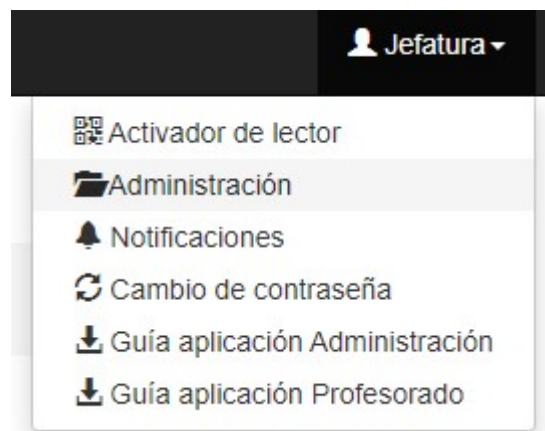 Jefatura
Activador de lector
Administración
Notificaciones
Cambio de contraseña
Guía aplicación Administración
Guía aplicación Profesorado